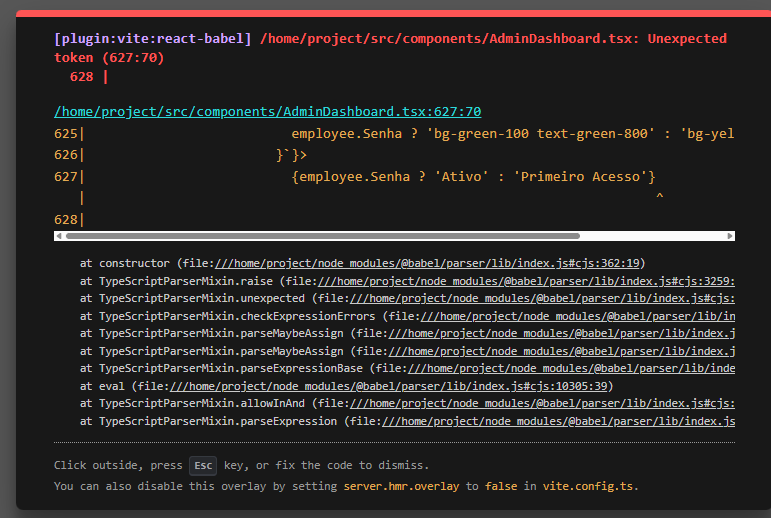 [plugin:vite:react-babel] /home/project/src/components/AdminDashboard.tsx: Unexpected
token (627:70)
628 |
/home/project/src/components/AdminDashboard.tsx:627:70
625| employee.Senha ? 'bg-green-100 text-green-800' : 'bg-yel
626| }`}>
627| {employee.Senha ? 'Ativo' : 'Primeiro Acesso'}
| ^
628|
at constructor (file:///home/project/node_modules/@babel/parser/lib/index.js#cjs:362:19)
at TypeScriptParserMixin.raise (file:///home/project/node_modules/@babel/parser/lib/index.js#cjs:3259:
at TypeScriptParserMixin.unexpected (file:///home/project/node_modules/@babel/parser/lib/index.js#cjs:
at TypeScriptParserMixin.checkExpressionErrors (file:///home/project/node_modules/@babel/parser/lib/in
at TypeScriptParserMixin.parseMaybeAssign (file:///home/project/node_modules/@babel/parser/lib/index.j
at TypeScriptParserMixin.parseMaybeAssign (file:///home/project/node_modules/@babel/parser/lib/index.j
at TypeScriptParserMixin.parseExpressionBase (file:///home/project/node_modules/@babel/parser/lib/inde
at eval (file:///home/project/node_modules/@babel/parser/lib/index.js#cjs:10305:39)
at TypeScriptParserMixin.allowInAnd (file:///home/project/node_modules/@babel/parser/lib/index.js#cjs:
at TypeScriptParserMixin.parseExpression (file:///home/project/node_modules/@babel/parser/lib/index.js
Click outside, press Esc key, or fix the code to dismiss.
You can also disable this overlay by setting server.hmr.overlay to false in vite.config.ts.